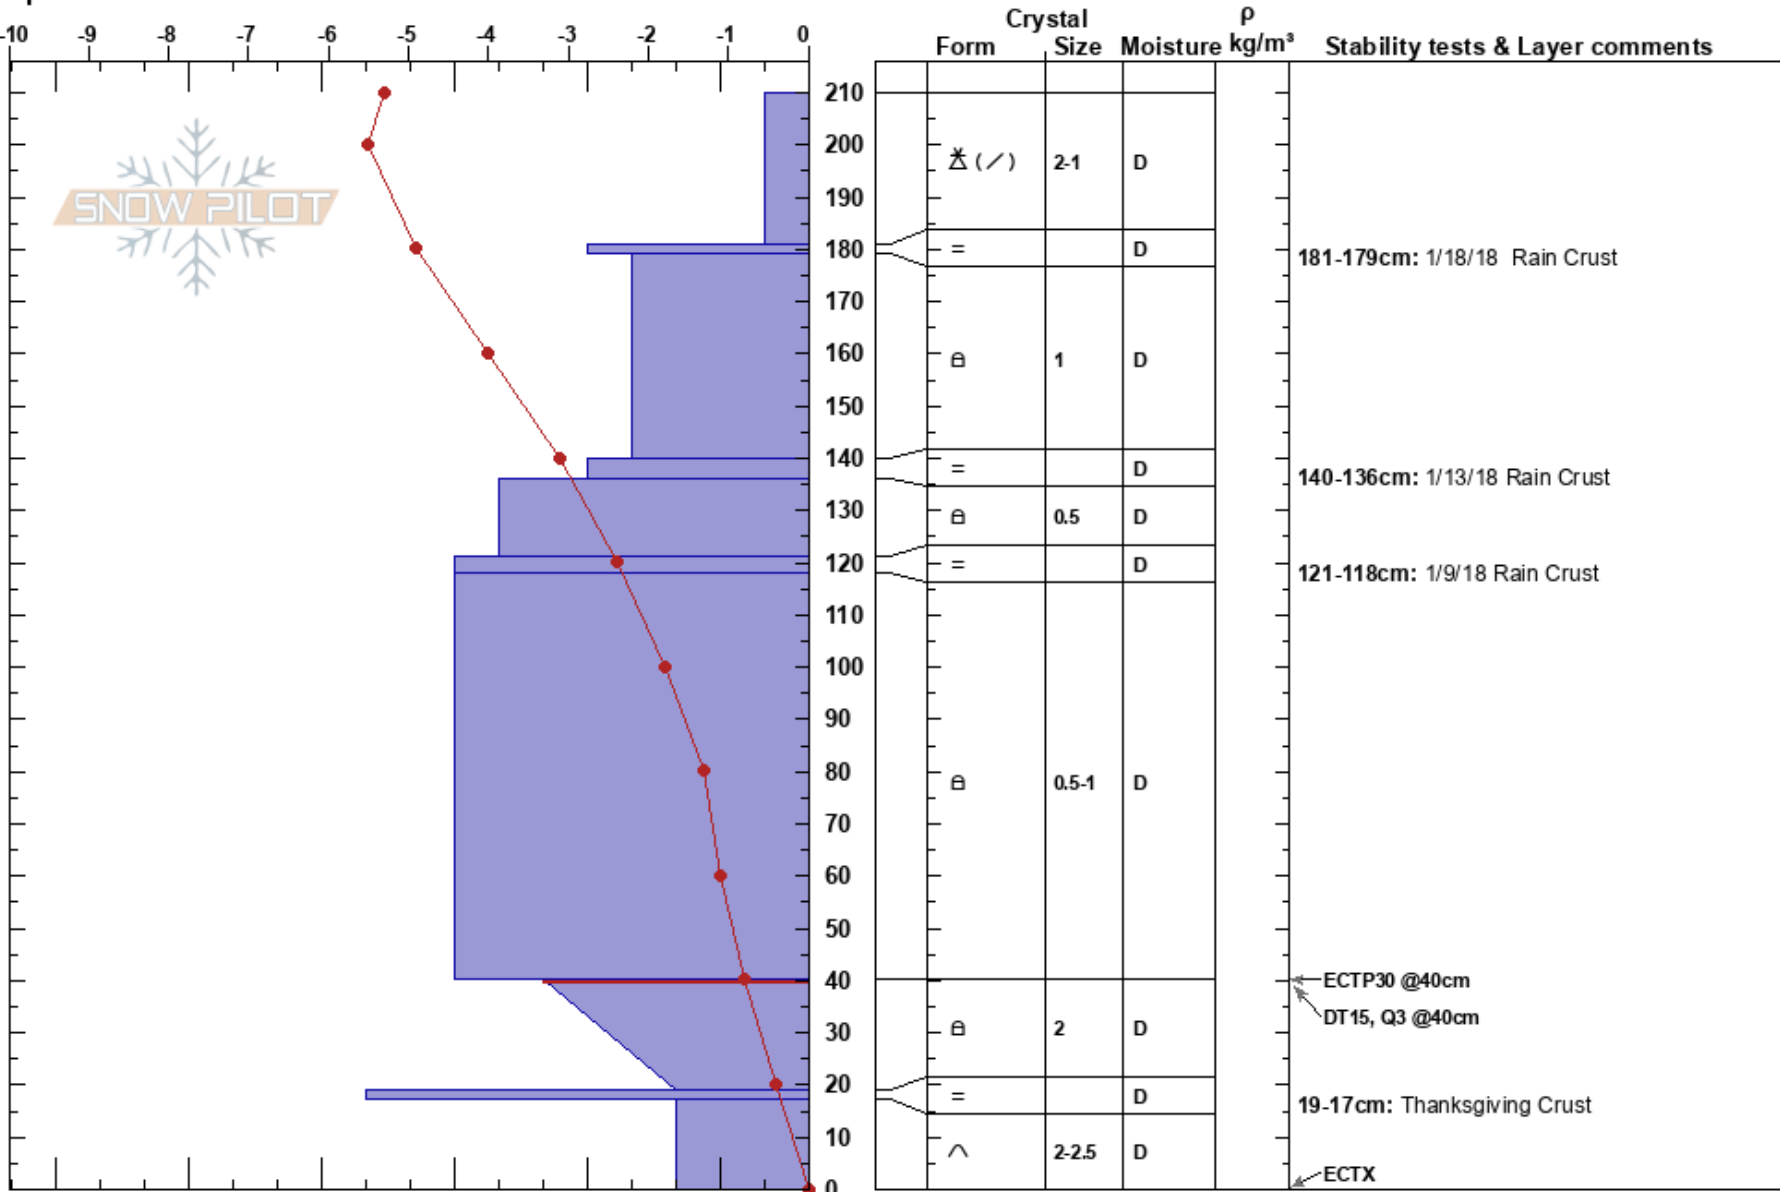 Crystal ρ
-10 -9 -8 -7 -6 -5 -4 -3 -2 -1 0 Form Size Moisture kg/m³ Stability tests & Layer comments
210
200
SNOW PILOT
2-1 D
190
180 = D
181-179cm: 1/18/18 Rain Crust
170
160 1 D
150
140 = D
140-136cm: 1/13/18 Rain Crust
130 0.5 D
120 = D
121-118cm: 1/9/18 Rain Crust
110
100
90
80 0.5-1 D
70
60
50
40 ECTP30 @40cm
DT15, Q3 @40cm
30 2 D
20 = D
19-17cm: Thanksgiving Crust
10 2-2.5 D
ECTX
0